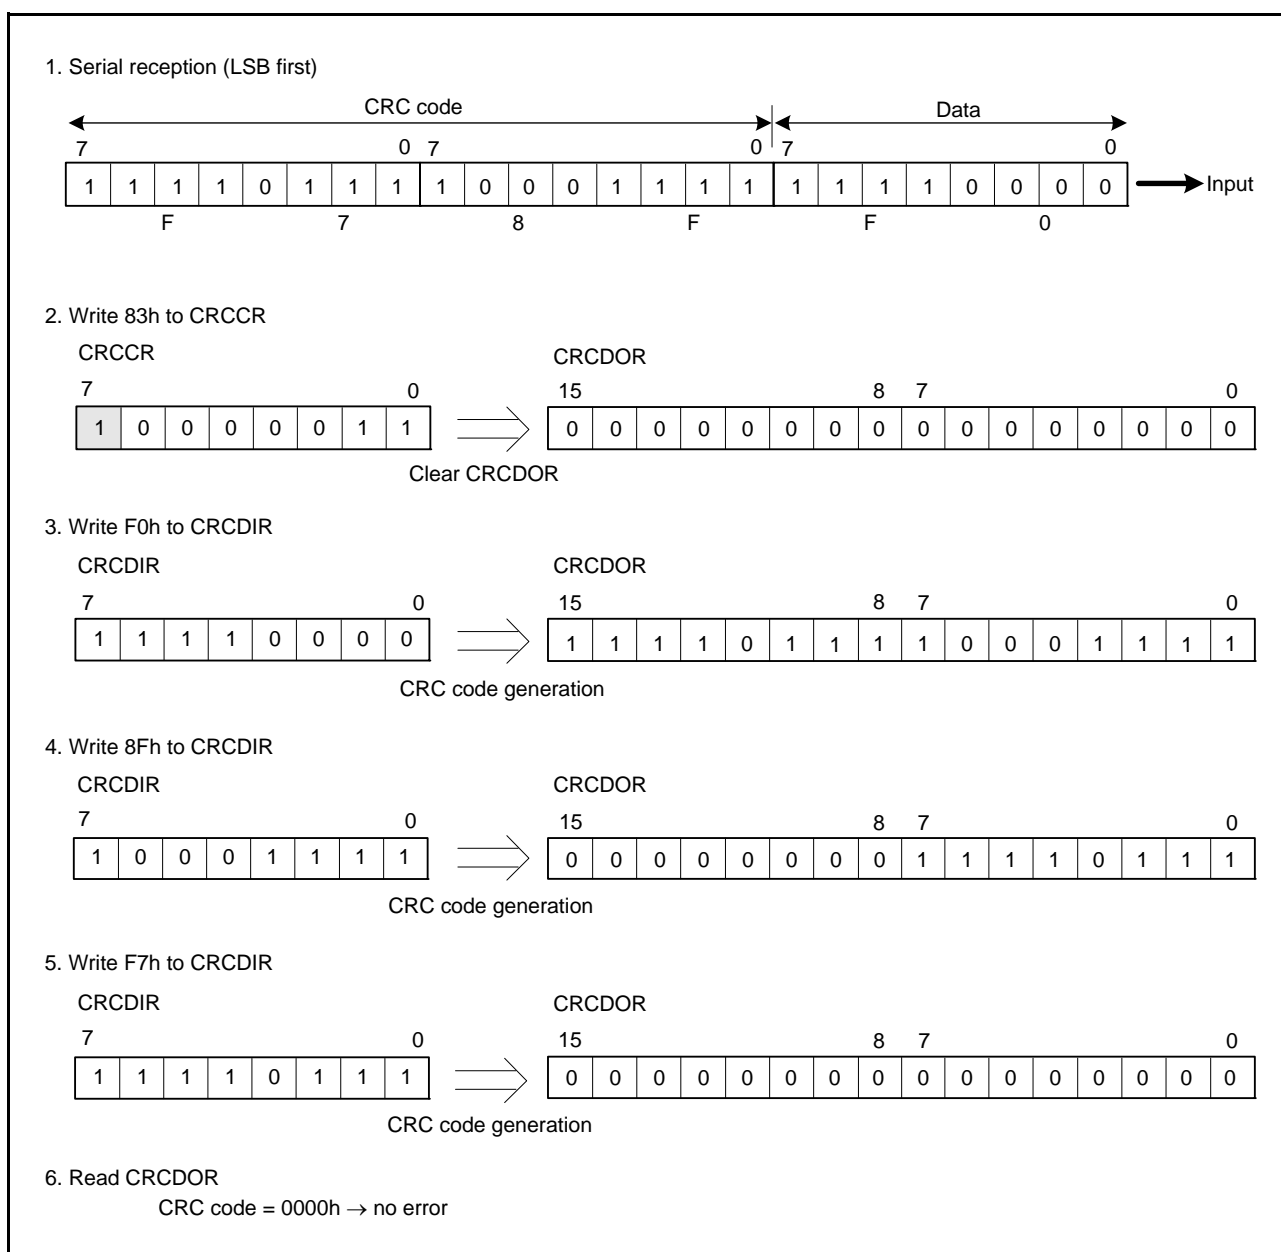 1. Serial reception (LSB first)
CRC code Data
7 0 7 0 7 0
1 1 1 1 0 1 1 1 1 0 0 0 1 1 1 1 1 1 1 1 0 0 0 0 Input
F 7 8 F F 0
2. Write 83h to CRCCR
CRCCR CRCDOR
7 0 15 8 7 0
1 0 0 0 0 0 1 1 0 0 0 0 0 0 0 0 0 0 0 0 0 0 0 0
Clear CRCDOR
3. Write F0h to CRCDIR
CRCDIR CRCDOR
7 0 15 8 7 0
1 1 1 1 0 0 0 0 1 1 1 1 0 1 1 1 1 0 0 0 1 1 1 1
CRC code generation
4. Write 8Fh to CRCDIR
CRCDIR CRCDOR
7 0 15 8 7 0
1 0 0 0 1 1 1 1 0 0 0 0 0 0 0 0 1 1 1 1 0 1 1 1
CRC code generation
5. Write F7h to CRCDIR
CRCDIR CRCDOR
7 0 15 8 7 0
1 1 1 1 0 1 1 1 0 0 0 0 0 0 0 0 0 0 0 0 0 0 0 0
CRC code generation
6. Read CRCDOR
CRC code = 0000h → no error